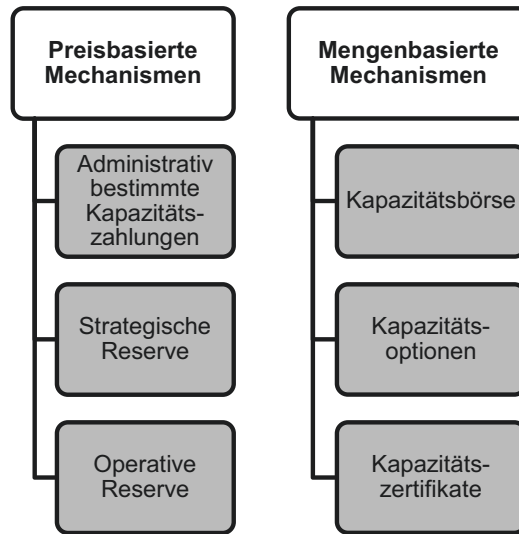 Preisbasierte
Mechanismen
Administrativ
bestimmte
Kapazitäts-
zahlungen
Strategische
Reserve
Operative
Reserve
Mengenbasierte
Mechanismen
Kapazitätsbörse
Kapazitäts-
optionen
Kapazitäts-
zertifikate